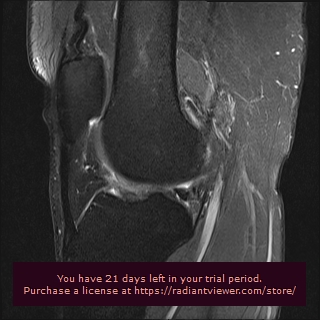 You have 21 days left in your trial period.
Purchase a license at https://radiantviewer.com/store/